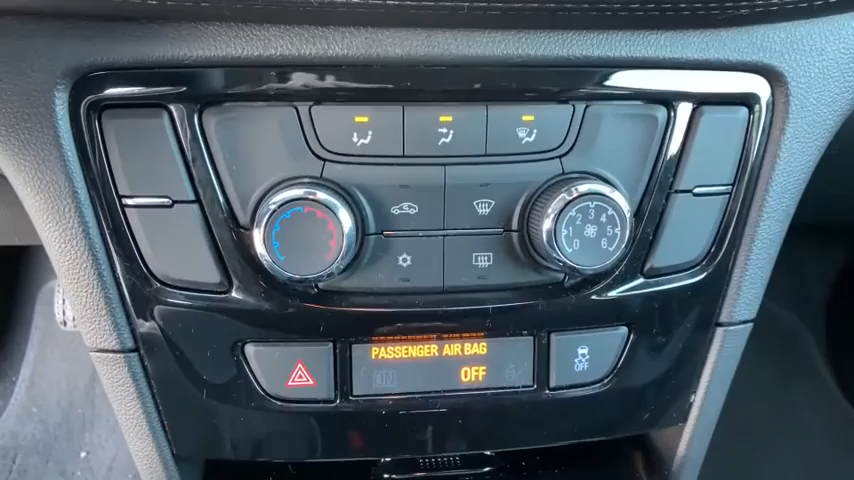 0 1 2 3 4 5 6
PASSENGER AIR BAG
ON OFF
OFF